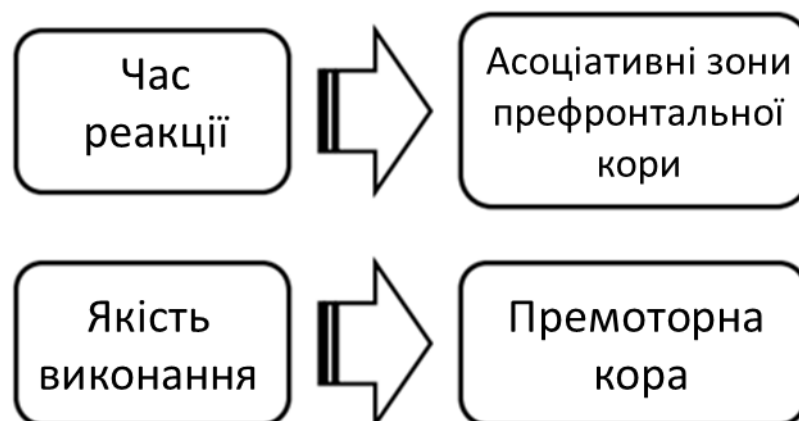 Час
реакції
Асоціативні зони
префронтальної
кори
Якість
виконання
Премоторна
кора